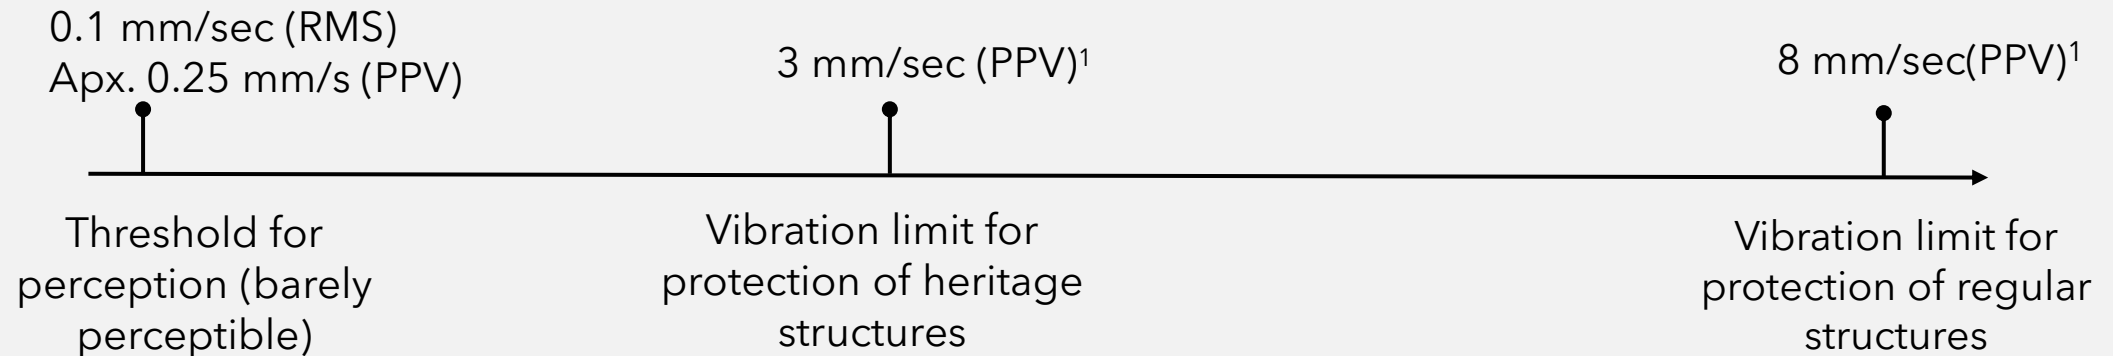 0.1 mm/sec (RMS)
Apx. 0.25 mm/s (PPV)
3 mm/sec (PPV)¹
8 mm/sec(PPV)¹
Threshold for
perception (barely
perceptible)
Vibration limit for
protection of heritage
structures
Vibration limit for
protection of regular
structures